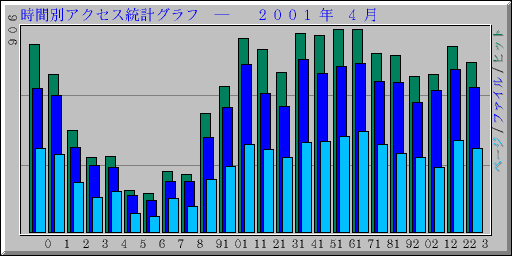 時間別アクセス統計グラフ ― ２００１年 ４月
906
ページ/ファイル/ヒット
0 1 2 3 4 5 6 7 8 91 01 11 21 31 41 51 61 71 81 92 02 12 22 3